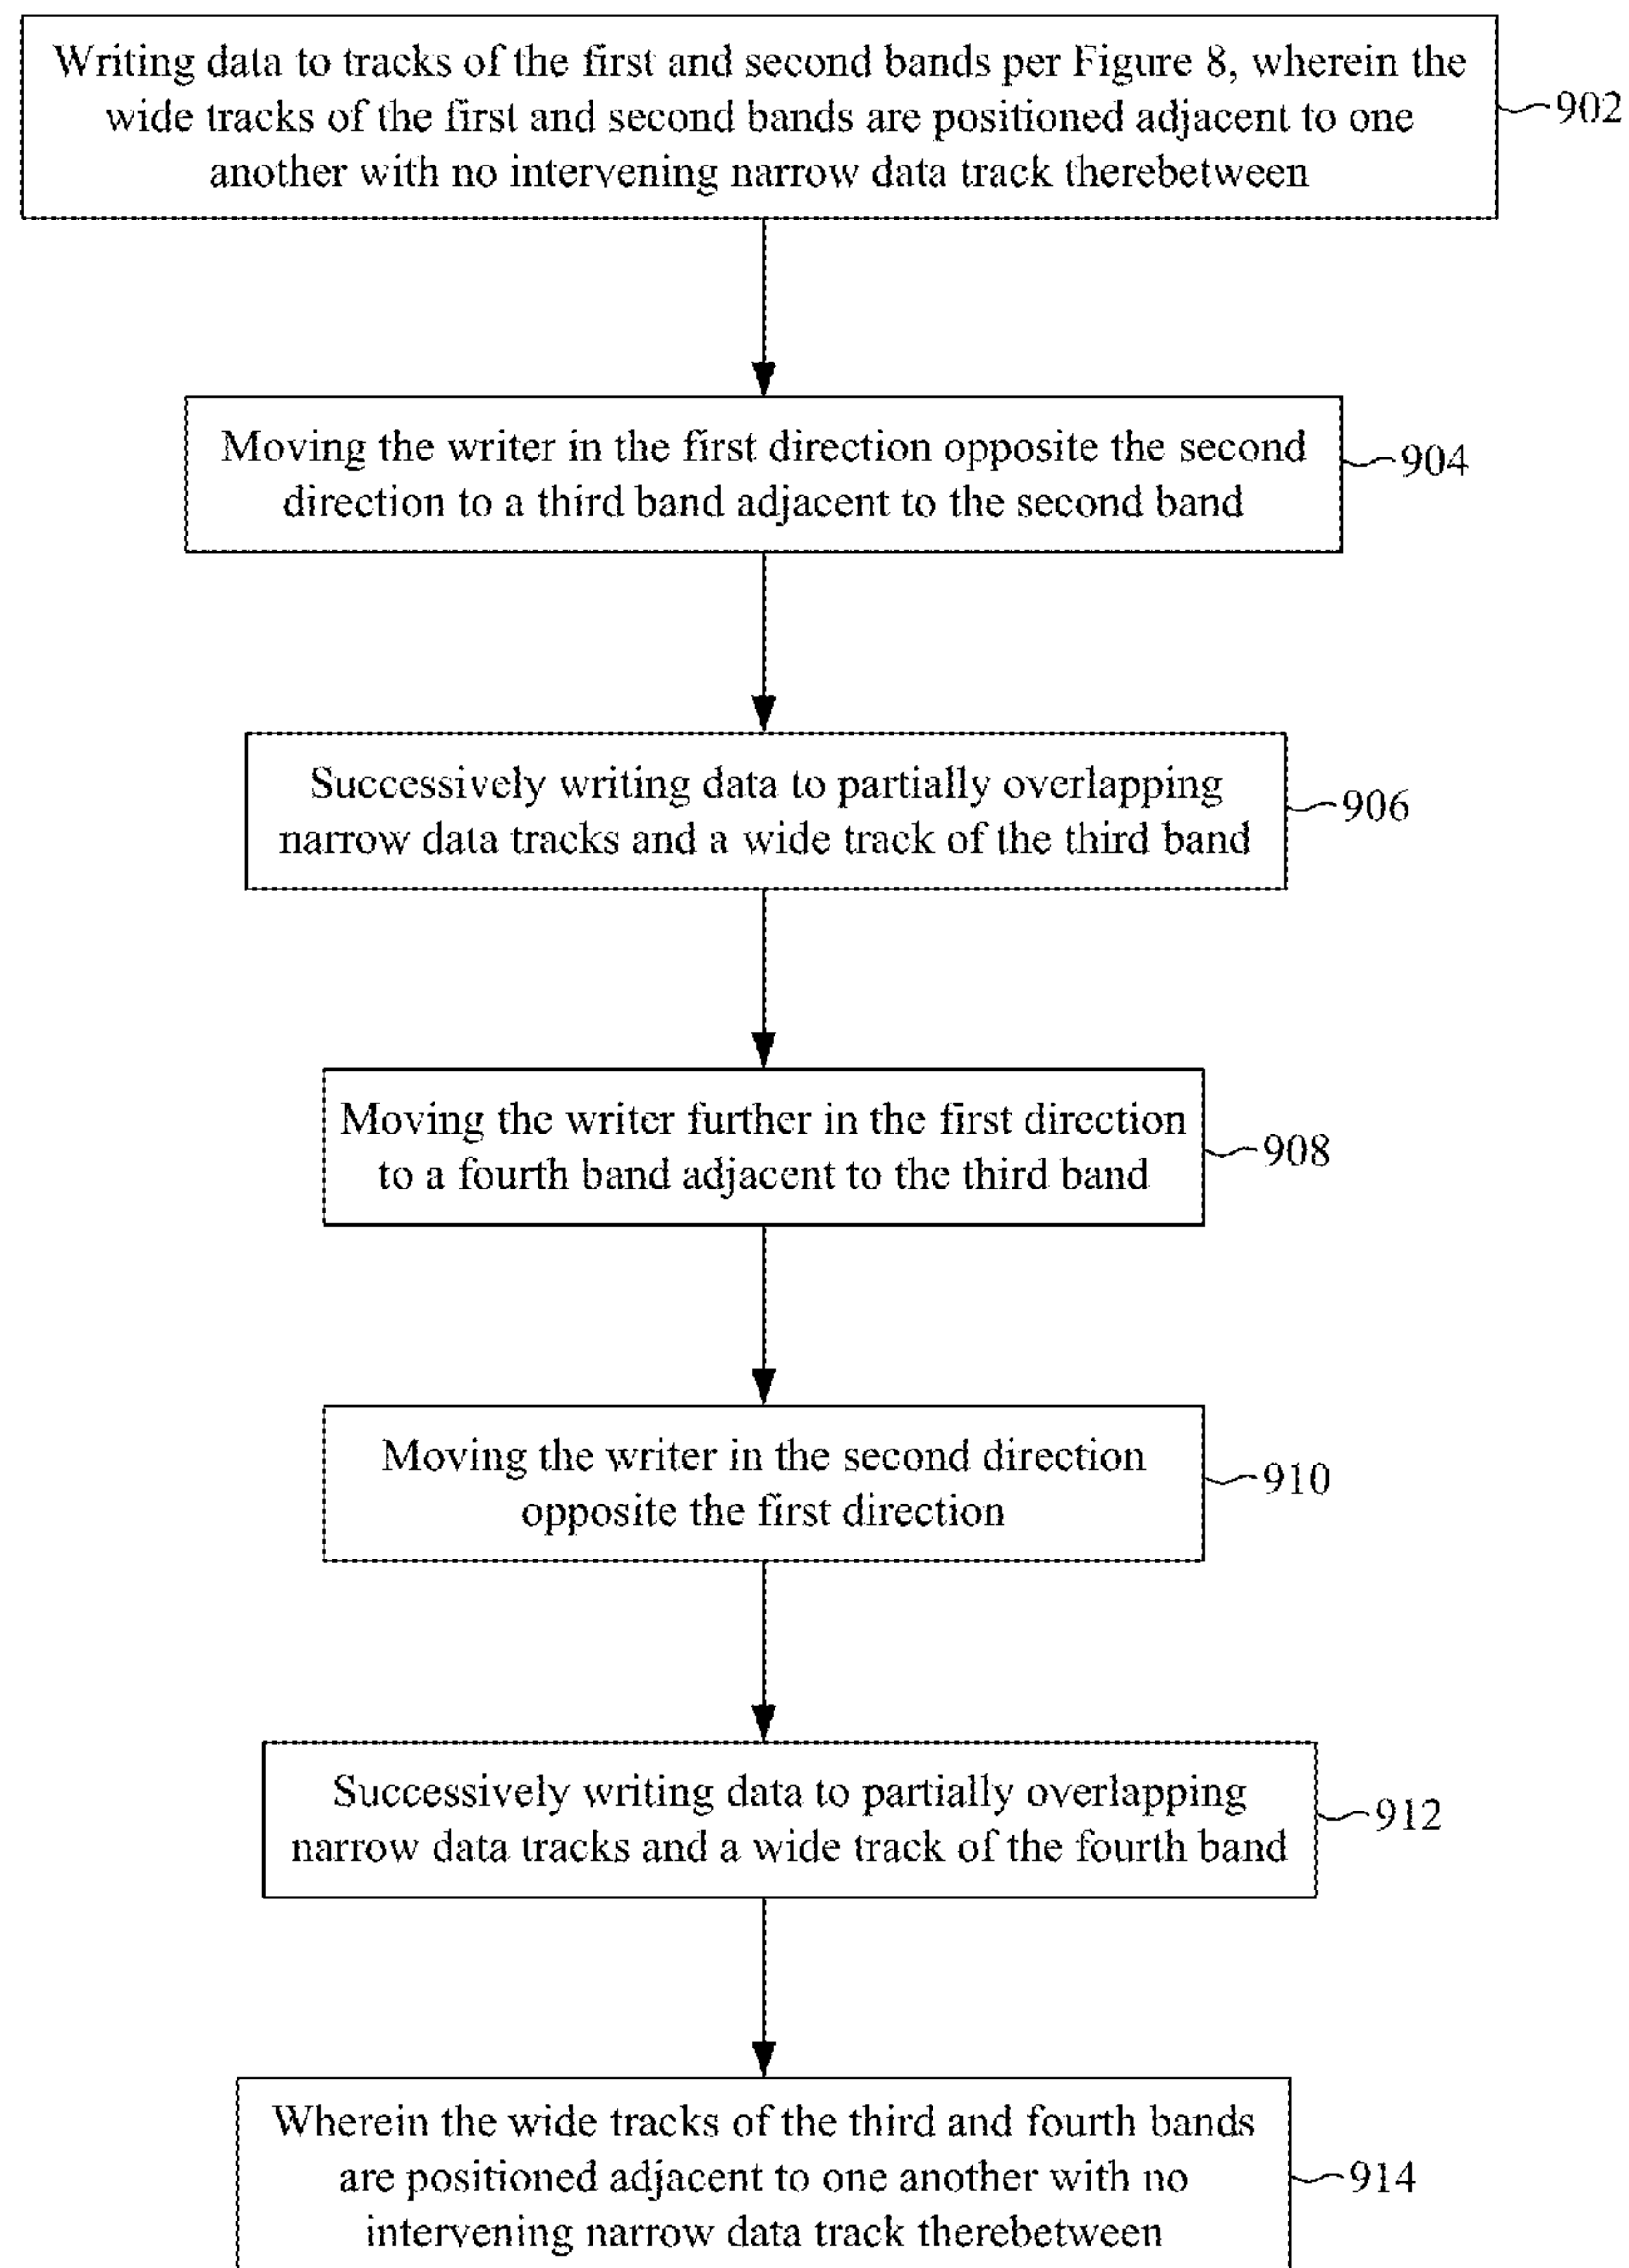 Writing data to tracks of the first and second bands per Figure 8, wherein the
wide tracks of the first and second bands are positioned adjacent to one
another with no intervening narrow data track therebetween
902
Moving the writer in the first direction opposite the second
direction to a third band adjacent to the second band
904
Successively writing data to partially overlapping
narrow data tracks and a wide track of the third band
906
Moving the writer further in the first direction
to a fourth band adjacent to the third band
908
Moving the writer in the second direction
opposite the first direction
910
Successively writing data to partially overlapping
narrow data tracks and a wide track of the fourth band
912
Wherein the wide tracks of the third and fourth bands
are positioned adjacent to one another with no
intervening narrow data track therebetween
914